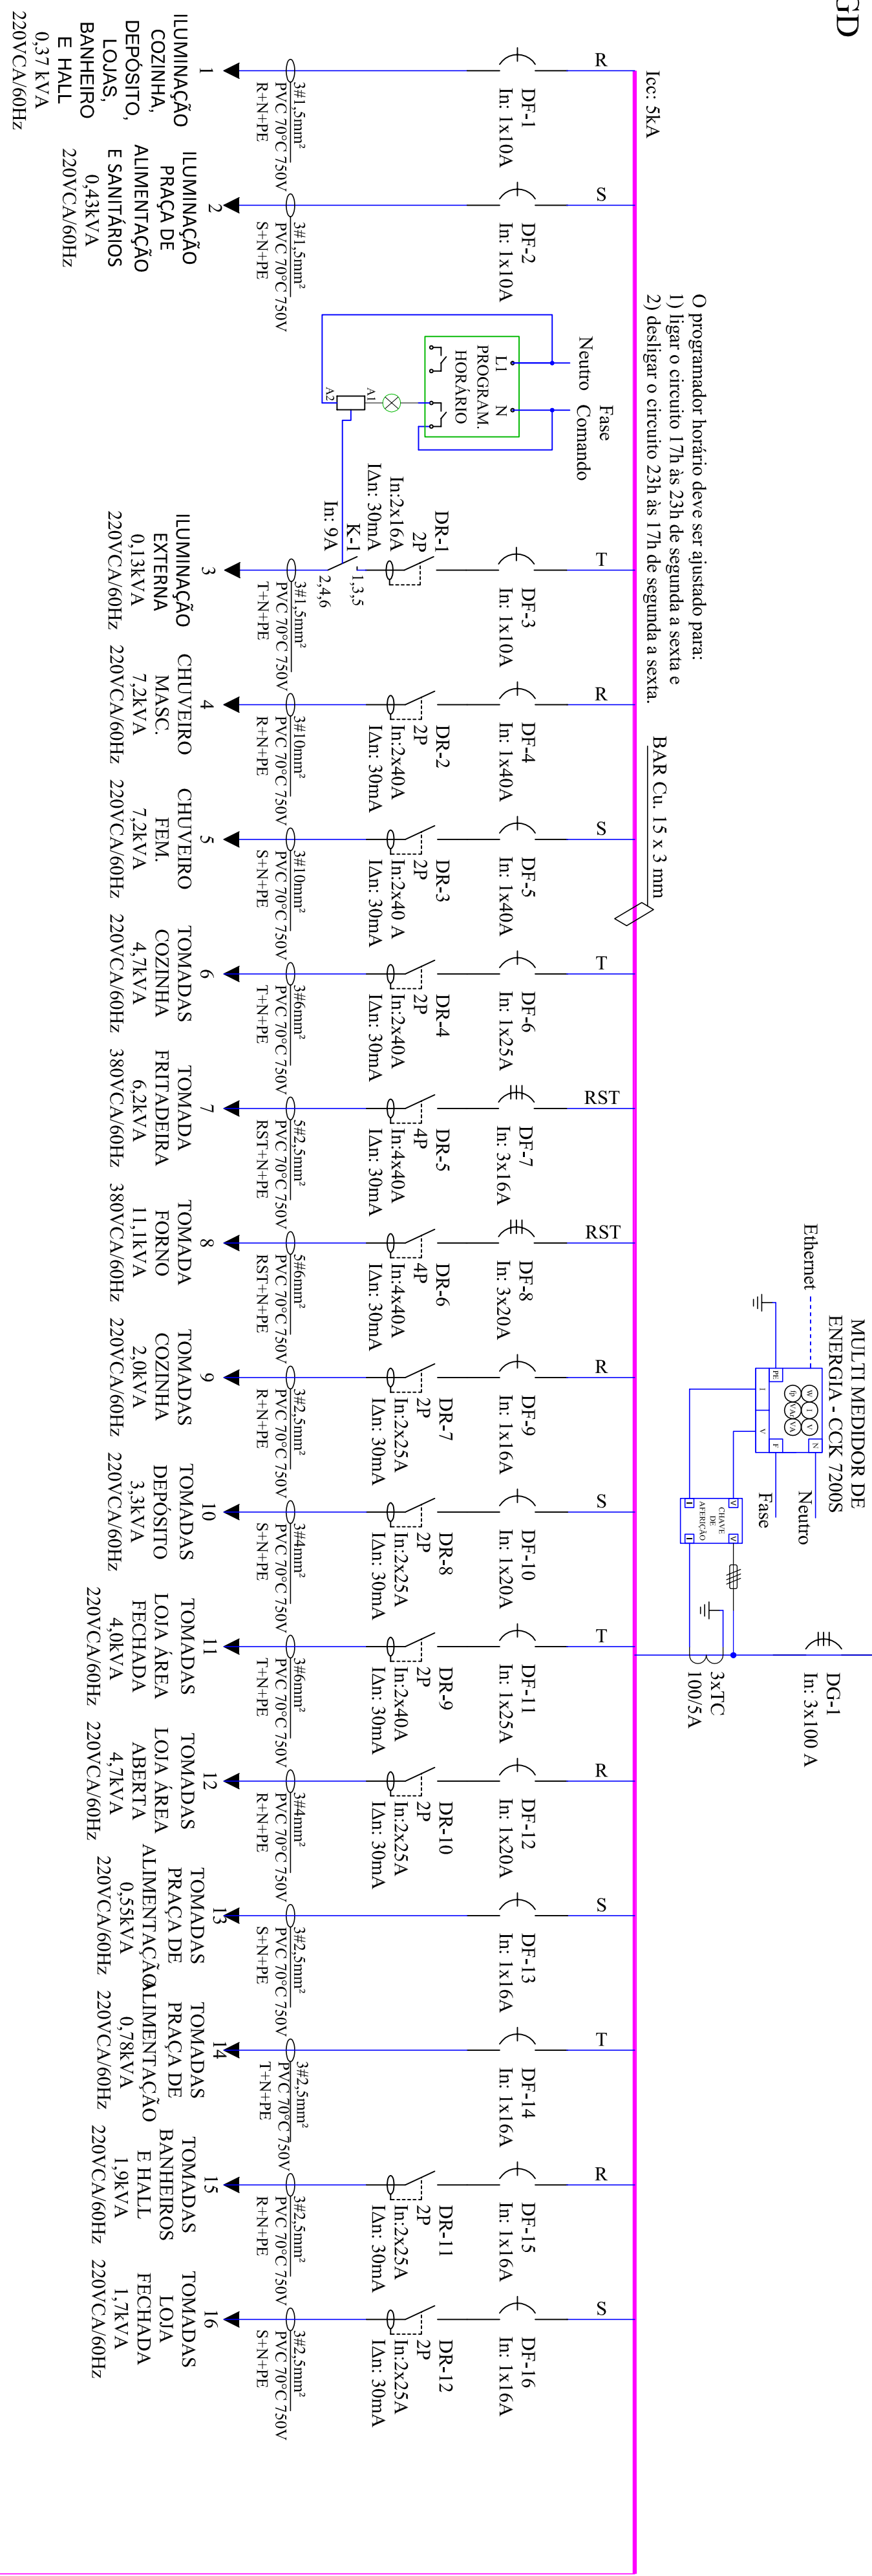 GD
Icc: 5kA
O programador horário deve ser ajustado para:
1) ligar o circuito 17h às 23h de segunda a sexta e
2) desligar o circuito 23h às 17h de segunda a sexta.
BAR Cu. 15 x 3 mm
MULTI MEDIDOR DE
ENERGIA - CCK 7200S
Ethernet
PE
W
I
V
fp
VAr
VA
N
I
V
F
Neutro
Fase
CHAVE
DE
AFERIÇÃO
V
V
I
I
DG-1
In: 3x100 A
3xTC
100/5A
Neutro
Fase
Comando
L1
N
PROGRAM.
HORÁRIO
A1
A2
R
DF-1
In: 1x10A
3#1,5mm²
PVC 70°C 750V
R+N+PE
1
ILUMINAÇÃO
COZINHA,
DEPÓSITO,
LOJAS,
BANHEIRO
E HALL
0,37 kVA
220VCA/60Hz
S
DF-2
In: 1x10A
3#1,5mm²
PVC 70°C 750V
S+N+PE
2
ILUMINAÇÃO
PRAÇA DE
ALIMENTAÇÃO
E SANITÁRIOS
0,43kVA
220VCA/60Hz
T
DF-3
In: 1x10A
DR-1
2P
In:2x16A
IΔn: 30mA
K-1
1,3,5
2,4,6
In: 9A
3#1,5mm²
PVC 70°C 750V
T+N+PE
3
ILUMINAÇÃO
EXTERNA
0,13kVA
220VCA/60Hz
R
DF-4
In: 1x40A
DR-2
2P
In:2x40A
IΔn: 30mA
3#10mm²
PVC 70°C 750V
R+N+PE
4
CHUVEIRO
MASC.
7,2kVA
220VCA/60Hz
S
DF-5
In: 1x40A
DR-3
2P
In:2x40 A
IΔn: 30mA
3#10mm²
PVC 70°C 750V
S+N+PE
5
CHUVEIRO
FEM.
7,2kVA
220VCA/60Hz
T
DF-6
In: 1x25A
DR-4
2P
In:2x40A
IΔn: 30mA
3#6mm²
PVC 70°C 750V
T+N+PE
6
TOMADAS
COZINHA
4,7kVA
220VCA/60Hz
RST
DF-7
In: 3x16A
DR-5
4P
In:4x40A
IΔn: 30mA
5#2,5mm²
PVC 70°C 750V
RST+N+PE
7
TOMADA
FRITADEIRA
6,2kVA
380VCA/60Hz
RST
DF-8
In: 3x20A
DR-6
4P
In:4x40A
IΔn: 30mA
5#6mm²
PVC 70°C 750V
RST+N+PE
8
TOMADA
FORNO
11,1kVA
380VCA/60Hz
R
DF-9
In: 1x16A
DR-7
2P
In:2x25A
IΔn: 30mA
3#2,5mm²
PVC 70°C 750V
R+N+PE
9
TOMADAS
COZINHA
2,0kVA
220VCA/60Hz
S
DF-10
In: 1x20A
DR-8
2P
In:2x25A
IΔn: 30mA
3#4mm²
PVC 70°C 750V
S+N+PE
10
TOMADAS
DEPÓSITO
3,3kVA
220VCA/60Hz
T
DF-11
In: 1x25A
DR-9
2P
In:2x40A
IΔn: 30mA
3#6mm²
PVC 70°C 750V
T+N+PE
11
TOMADAS
LOJA ÁREA
FECHADA
4,0kVA
220VCA/60Hz
R
DF-12
In: 1x20A
DR-10
2P
In:2x25A
IΔn: 30mA
3#4mm²
PVC 70°C 750V
R+N+PE
12
TOMADAS
LOJA ÁREA
ABERTA
4,7kVA
220VCA/60Hz
S
DF-13
In: 1x16A
3#2,5mm²
PVC 70°C 750V
S+N+PE
13
TOMADAS
PRAÇA DE
ALIMENTAÇÃO
0,55kVA
220VCA/60Hz
T
DF-14
In: 1x16A
3#2,5mm²
PVC 70°C 750V
T+N+PE
14
TOMADAS
PRAÇA DE
ALIMENTAÇÃO
0,78kVA
220VCA/60Hz
R
DF-15
In: 1x16A
DR-11
2P
In:2x25A
IΔn: 30mA
3#2,5mm²
PVC 70°C 750V
R+N+PE
15
TOMADAS
BANHEIROS
E HALL
1,9kVA
220VCA/60Hz
S
DF-16
In: 1x16A
DR-12
2P
In:2x25A
IΔn: 30mA
3#2,5mm²
PVC 70°C 750V
S+N+PE
16
TOMADAS
LOJA
FECHADA
1,7kVA
220VCA/60Hz